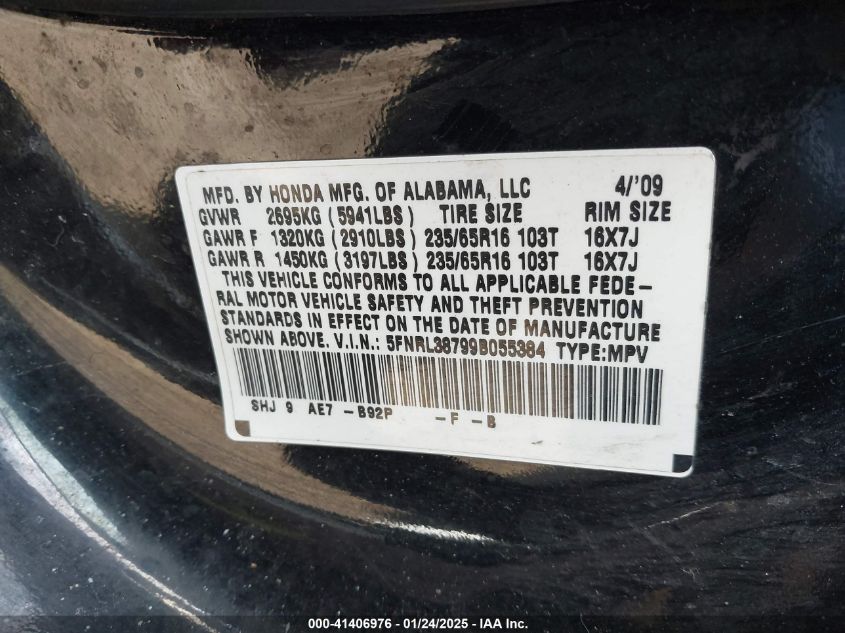 MFD. BY HONDA MFG. OF ALABAMA, LLC 4/'09
GVWR 2695KG (5941LBS) TIRE SIZE RIM SIZE
GAWR F 1320KG (2910LBS) 235/65R16 103T 16X7J
GAWR R 1450KG (3197LBS) 235/65R16 103T 16X7J
THIS VEHICLE CONFORMS TO ALL APPLICABLE FEDE-
RAL MOTOR VEHICLE SAFETY AND THEFT PREVENTION
STANDARDS IN EFFECT ON THE DATE OF MANUFACTURE
SHOWN ABOVE. V.I.N.: 5FNRL38799B055384 TYPE:MPV
SHJ 9 AE7 -B92P -F -B
000-41406976 - 01/24/2025 - IAA Inc.